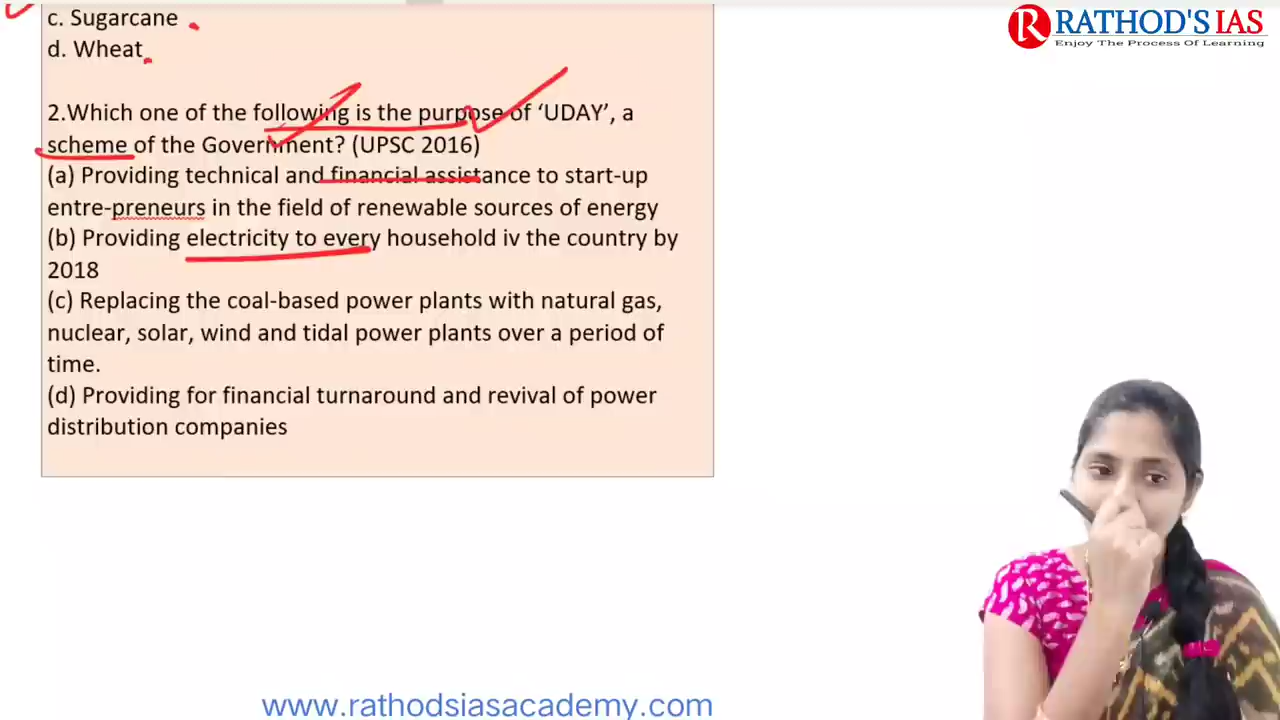 c. Sugarcane
d. Wheat
RATHOD'S IAS
Enjoy The Process Of Learning
2.Which one of the following is the purpose of ‘UDAY’, a
scheme of the Government? (UPSC 2016)
(a) Providing technical and financial assistance to start-up
entre-preneurs in the field of renewable sources of energy
(b) Providing electricity to every household iv the country by
2018
(c) Replacing the coal-based power plants with natural gas,
nuclear, solar, wind and tidal power plants over a period of
time.
(d) Providing for financial turnaround and revival of power
distribution companies
www.rathodsiasacademy.com